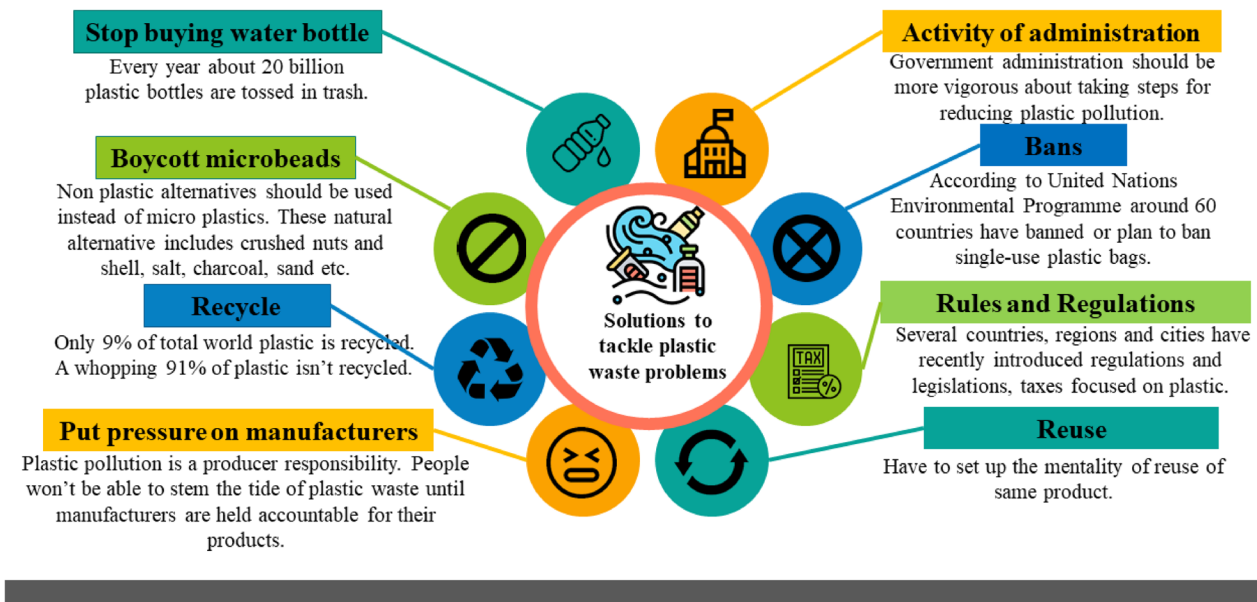 Stop buying water bottle
Every year about 20 billion
plastic bottles are tossed in trash.
Boycott microbeads
Non plastic alternatives should be used
instead of micro plastics. These natural
alternative includes crushed nuts and
shell, salt, charcoal, sand etc.
Recycle
Only 9% of total world plastic is recycled.
A whopping 91% of plastic isn’t recycled.
Put pressure on manufacturers
Plastic pollution is a producer responsibility. People
won’t be able to stem the tide of plastic waste until
manufacturers are held accountable for their
products.
Solutions to
tackle plastic
waste problems
TAX
%
Activity of administration
Government administration should be
more vigorous about taking steps for
reducing plastic pollution.
Bans
According to United Nations
Environmental Programme around 60
countries have banned or plan to ban
single-use plastic bags.
Rules and Regulations
Several countries, regions and cities have
recently introduced regulations and
legislations, taxes focused on plastic.
Reuse
Have to set up the mentality of reuse of
same product.